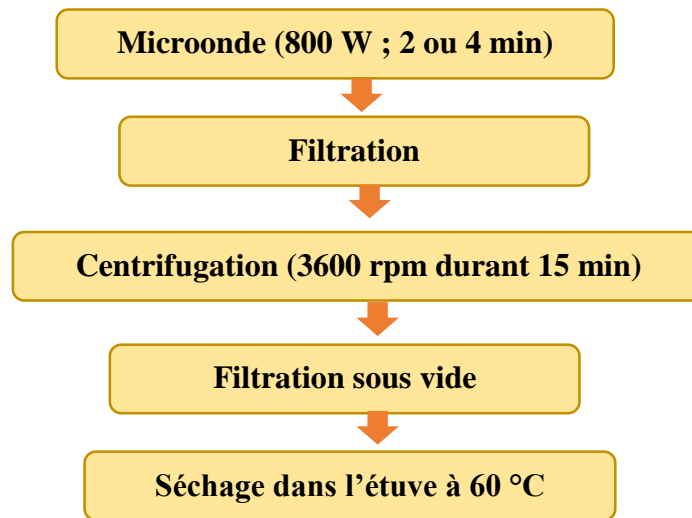 Microonde (800 W ; 2 ou 4 min)
Filtration
Centrifugation (3600 rpm durant 15 min)
Filtration sous vide
Séchage dans l’étuve à 60 °C